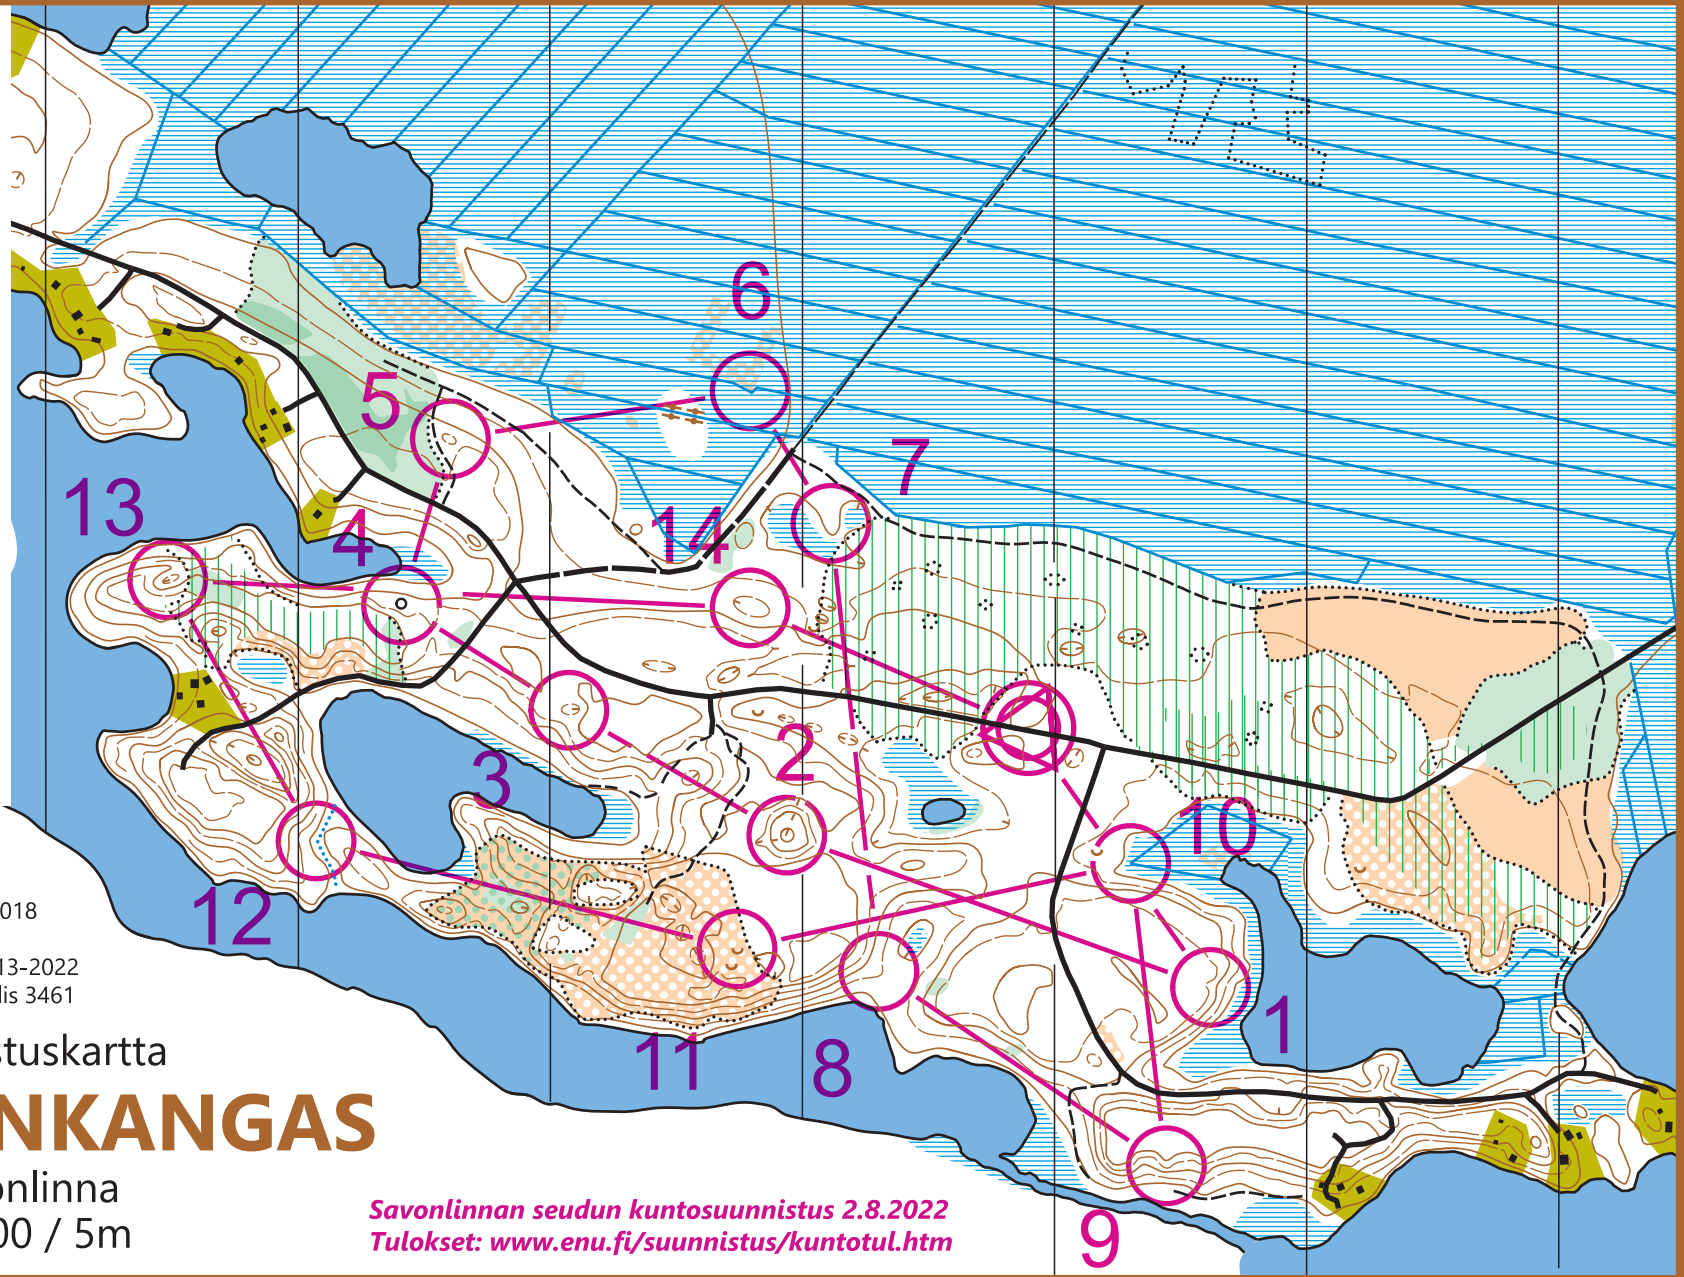 6
5
7
13
14
4
2
3
10
018
12
13-2022
lis 3461
1
stuskartta
11
8
NKANGAS
onlinna
00 / 5m
Savonlinnan seudun kuntosuunnistus 2.8.2022
Tulokset: www.enu.fi/suunnistus/kuntotul.htm
9